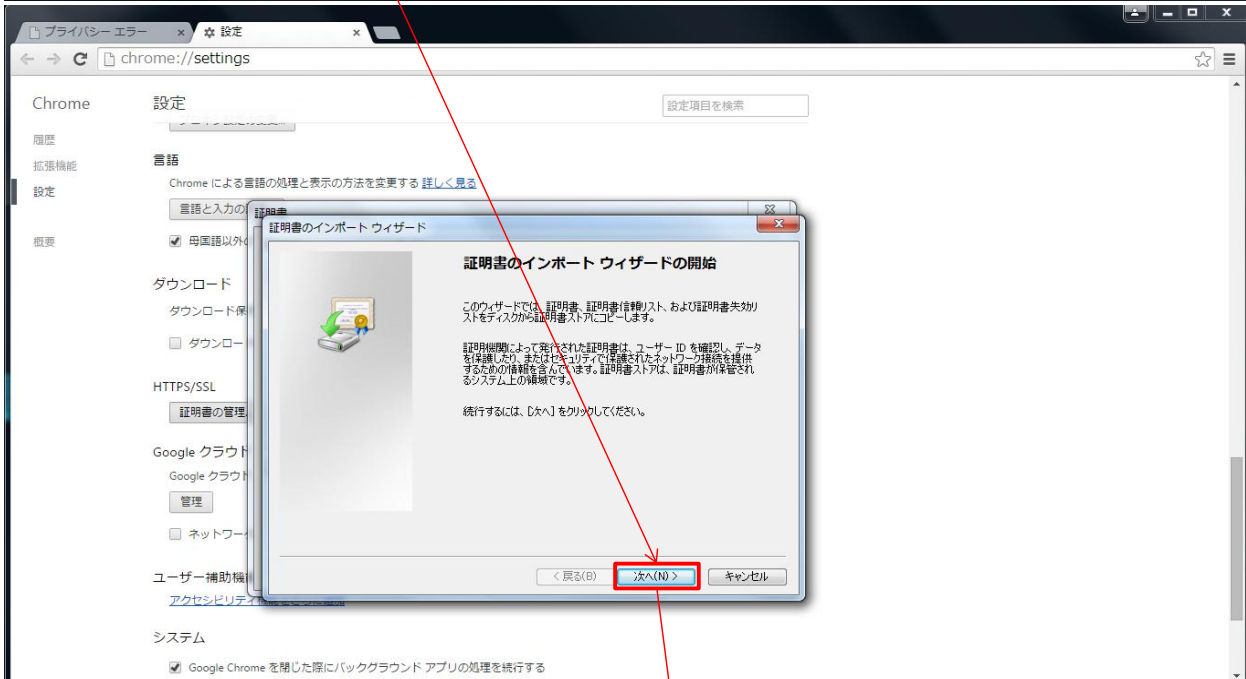 プライバシー エラー
設定
chrome://settings
Chrome
設定
設定項目を検索
履歴
拡張機能
設定
概要
言語
Chrome による言語の処理と表示の方法を変更する 詳しく見る
言語と入力の
証明書
証明書のインポート ウィザード
母国語以外
証明書のインポート ウィザードの開始
ダウンロード
ダウンロード保
このウィザードでは、証明書、証明書信頼リスト、および証明書失効リ
ストをディスクから証明書ストアにコピーします。
ダウンロー
証明機関によって発行された証明書は、ユーザー ID を確認し、データ
を保護したり、またはセキュリティで保護されたネットワーク接続を提供
するための情報を含んでいます。証明書ストアは、証明書が保管され
るシステム上の領域です。
HTTPS/SSL
証明書の管理
続行するには、[次へ] をクリックしてください。
Google クラウド
Google クラウド
管理
ネットワー
< 戻る(B)
次へ(N) >
キャンセル
ユーザー補助機
アクセシビリティ
システム
Google Chrome を閉じた際にバックグラウンド アプリの処理を続行する